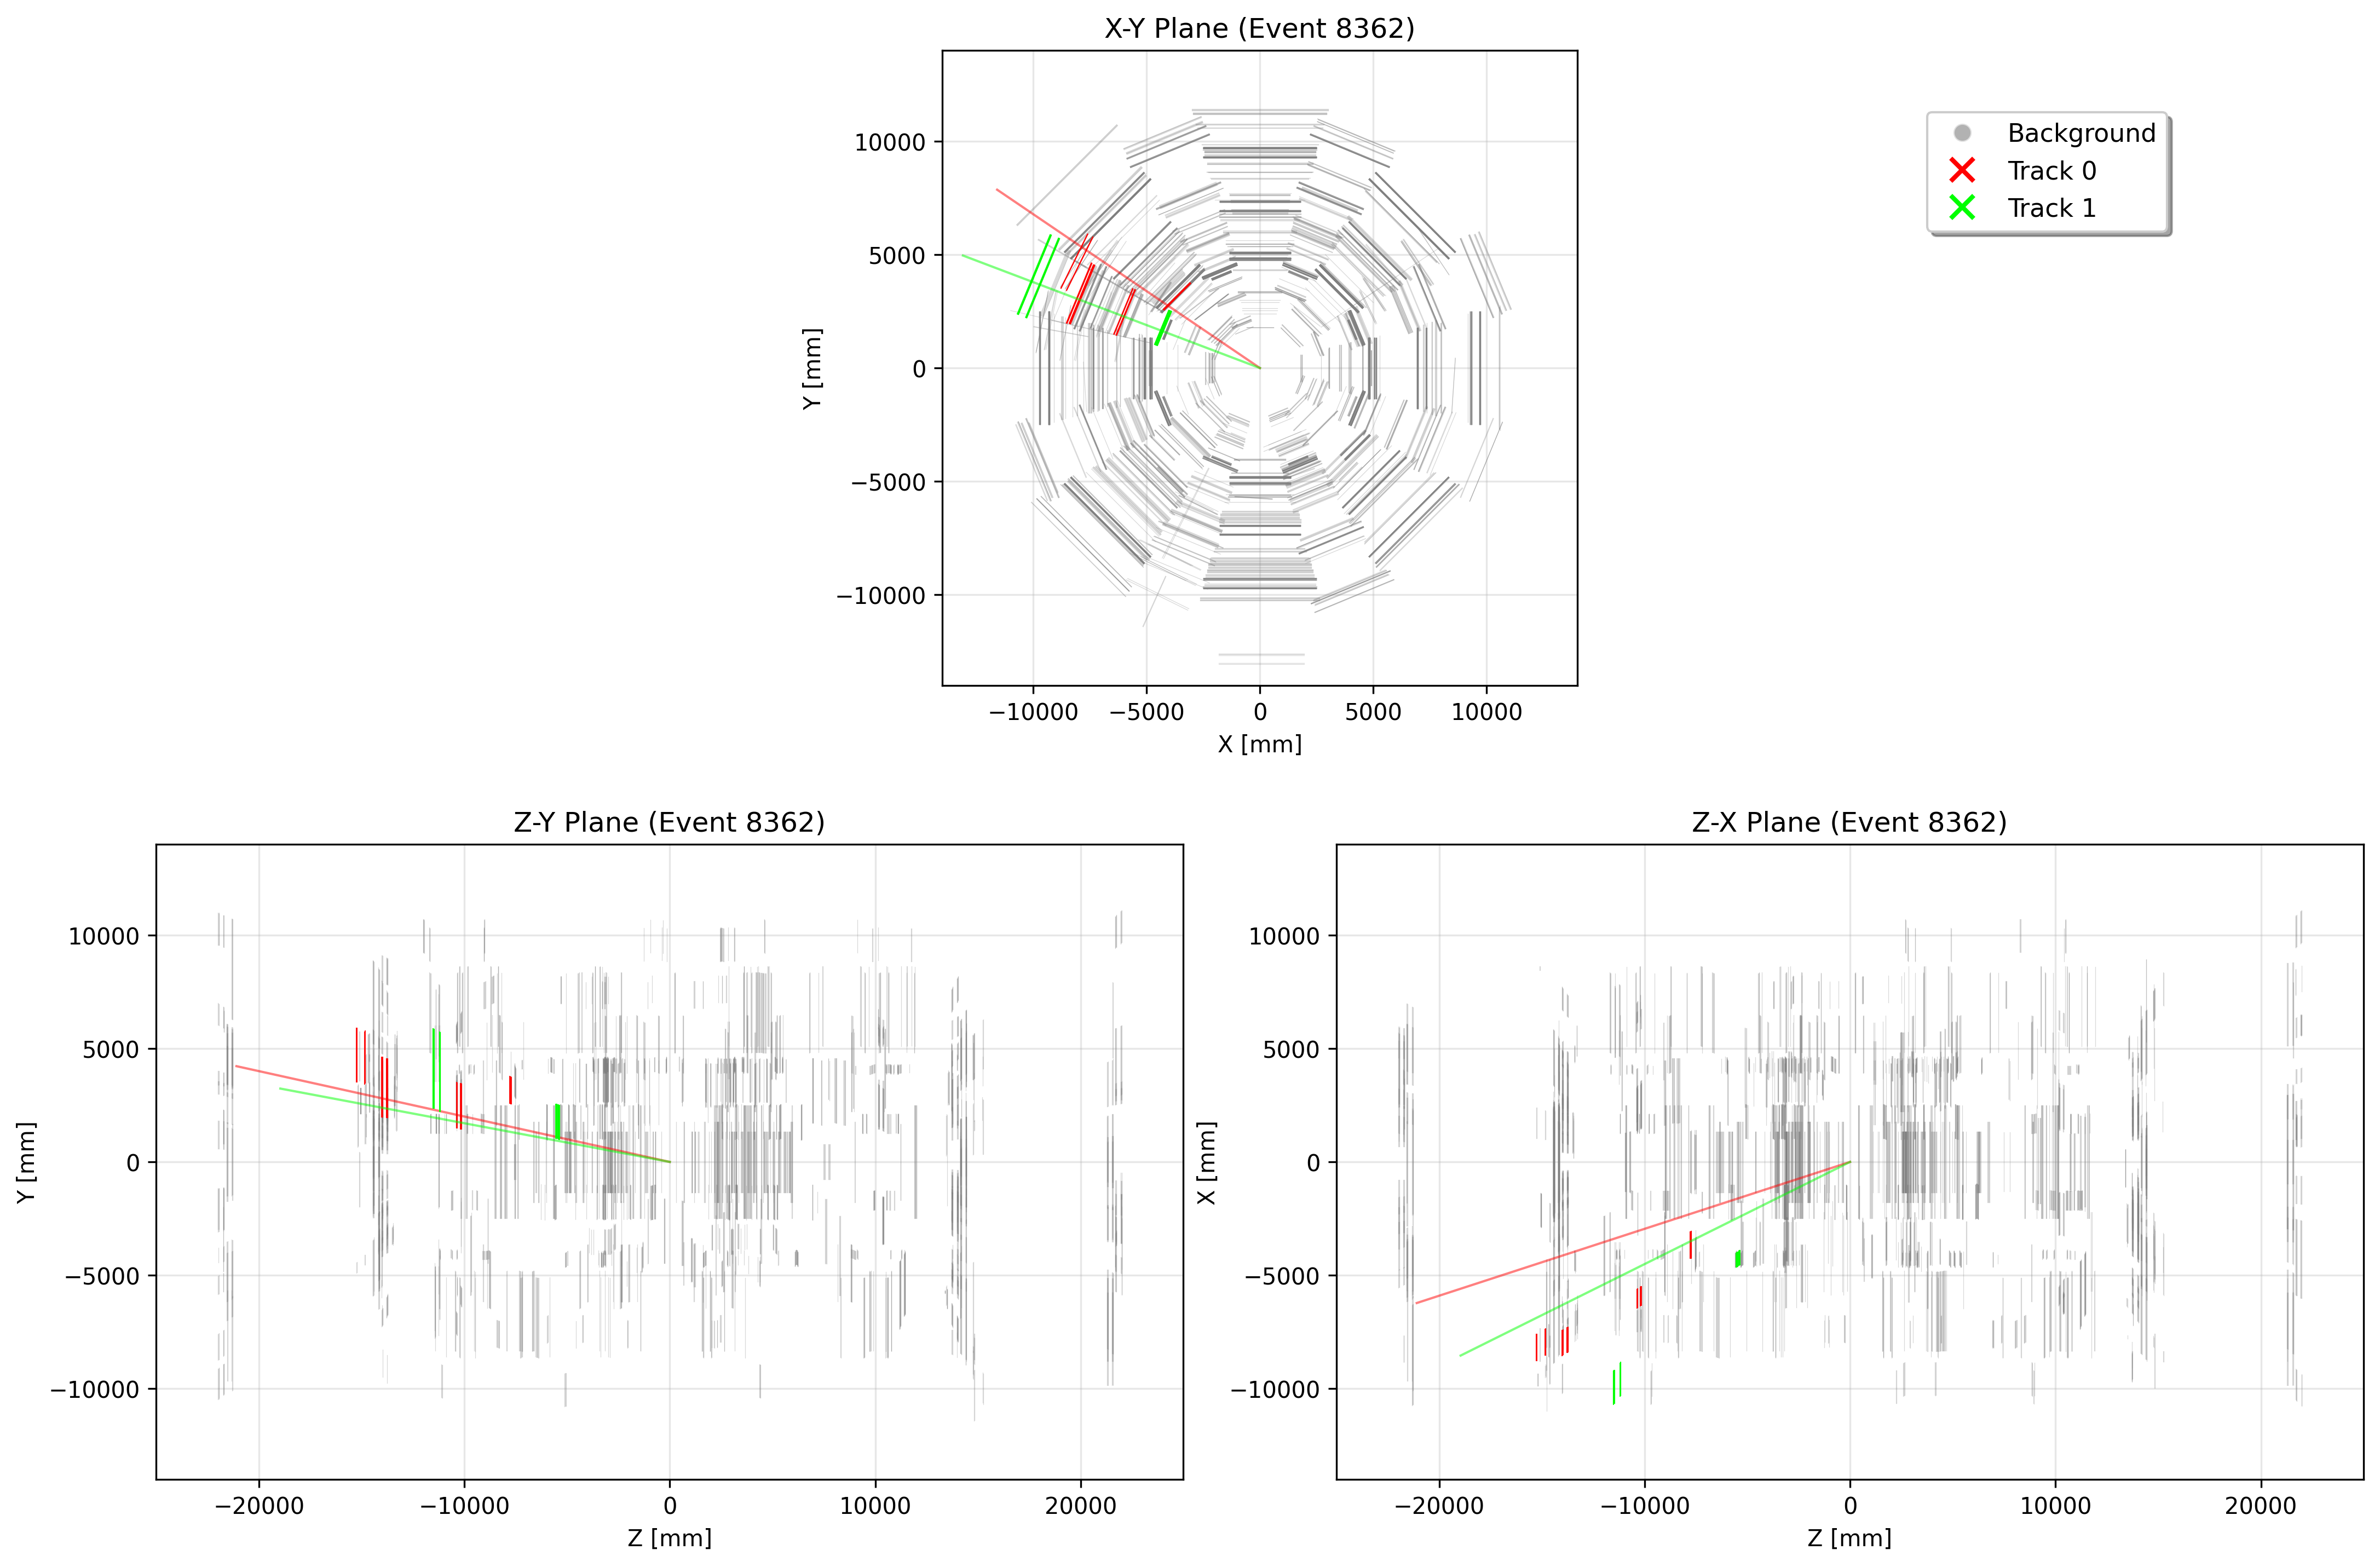 X-Y Plane (Event 8362)
Background
Track 0
Track 1
10000
5000
0
−5000
−10000
Y [mm]
−10000 −5000 0 5000 10000
X [mm]
Z-Y Plane (Event 8362)
10000
5000
0
−5000
−10000
Y [mm]
−20000 −10000 0 10000 20000
Z [mm]
Z-X Plane (Event 8362)
10000
5000
0
−5000
−10000
X [mm]
−20000 −10000 0 10000 20000
Z [mm]